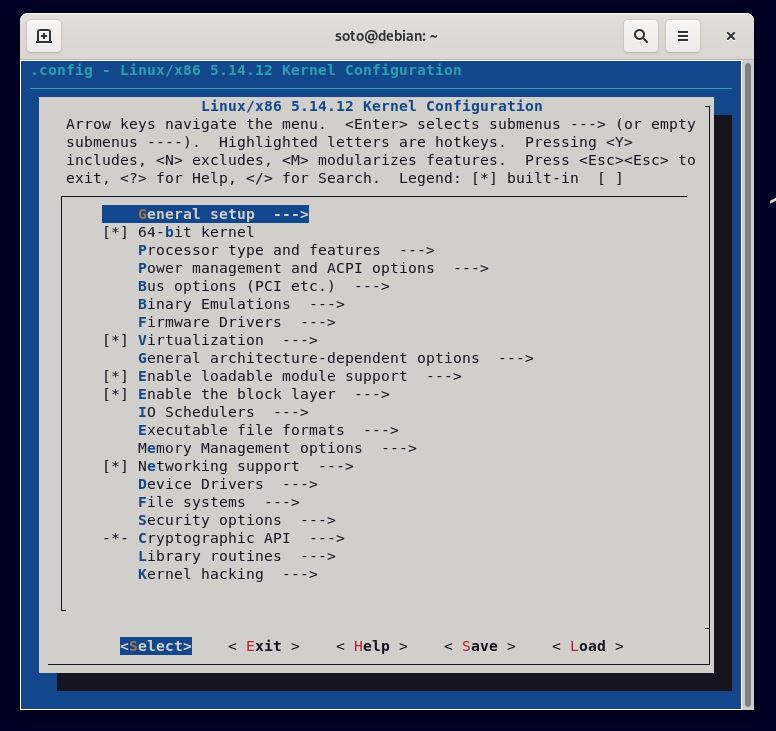 soto@debian: ~
.config - Linux/x86 5.14.12 Kernel Configuration
Linux/x86 5.14.12 Kernel Configuration
Arrow keys navigate the menu.  <Enter> selects submenus ---> (or empty
submenus ----).  Highlighted letters are hotkeys.  Pressing <Y>
includes, <N> excludes, <M> modularizes features.  Press <Esc><Esc> to
exit, <?> for Help, </> for Search.  Legend: [*] built-in  [ ]
General setup  --->
[*] 64-bit kernel
Processor type and features  --->
Power management and ACPI options  --->
Bus options (PCI etc.)  --->
Binary Emulations  --->
Firmware Drivers  --->
[*] Virtualization  --->
General architecture-dependent options  --->
[*] Enable loadable module support  --->
[*] Enable the block layer  --->
IO Schedulers  --->
Executable file formats  --->
Memory Management options  --->
[*] Networking support  --->
Device Drivers  --->
File systems  --->
Security options  --->
-*- Cryptographic API  --->
Library routines  --->
Kernel hacking  --->
<Select>    < Exit >    < Help >    < Save >    < Load >